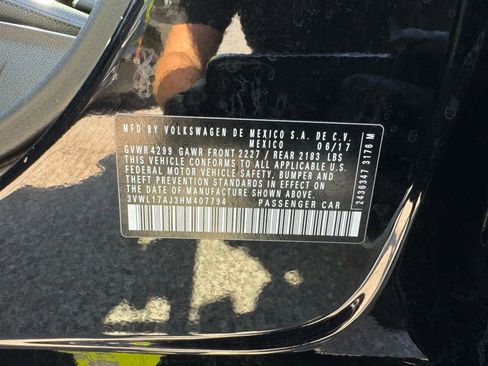 MFD BY VOLKSWAGEN DE MEXICO S.A. DE C.V.
MEXICO 06/17
GVWR 4299 GAWR FRONT 2227 / REAR 2183 LBS
THIS VEHICLE CONFORMS TO ALL APPLICABLE U.S.A.
FEDERAL MOTOR VEHICLE SAFETY, BUMPER AND
THEFT PREVENTION STANDARDS IN EFFECT ON
THE DATE OF MANUFACTURE SHOWN ABOVE
3VWL17AJ3HM407794 PASSENGER CAR
2436347 3176 M